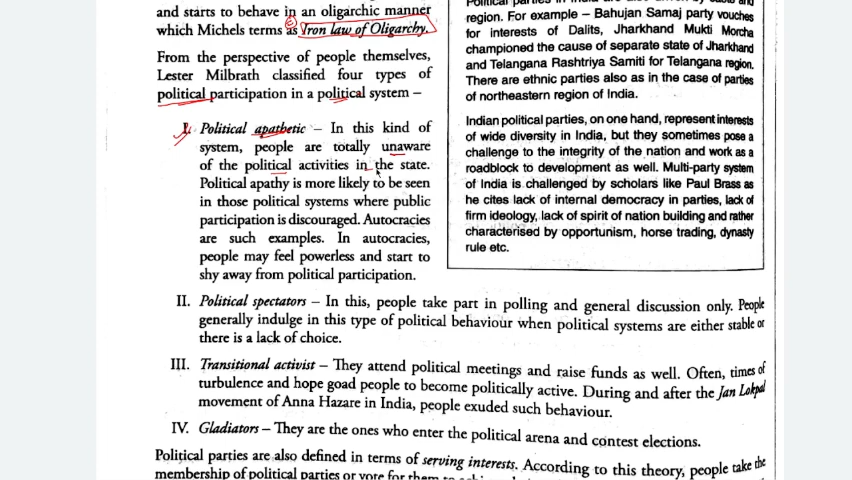 and starts to behave in an oligarchic manner
which Michels terms as Iron law of Oligarchy.
From the perspective of people themselves,
Lester Milbrath classified four types of
political participation in a political system –
I. Political apathetic – In this kind of
system, people are totally unaware
of the political activities in the state.
Political apathy is more likely to be seen
in those political systems where public
participation is discouraged. Autocracies
are such examples. In autocracies,
people may feel powerless and start to
shy away from political participation.
region. For example – Bahujan Samaj party vouches
for interests of Dalits, Jharkhand Mukti Morcha
championed the cause of separate state of Jharkhand
and Telangana Rashtriya Samiti for Telangana region.
There are ethnic parties also as in the case of parties
of northeastern region of India.
Indian political parties, on one hand, represent interests
of wide diversity in India, but they sometimes pose a
challenge to the integrity of the nation and work as a
roadblock to development as well. Multi-party system
of India is challenged by scholars like Paul Brass as
he cites lack of internal democracy in parties, lack of
firm ideology, lack of spirit of nation building and rather
characterised by opportunism, horse trading, dynasty
rule etc.
II. Political spectators – In this, people take part in polling and general discussion only. People
generally indulge in this type of political behaviour when political systems are either stable or
there is a lack of choice.
III. Transitional activist – They attend political meetings and raise funds as well. Often, times of
turbulence and hope goad people to become politically active. During and after the Jan Lokpal
movement of Anna Hazare in India, people exuded such behaviour.
IV. Gladiators – They are the ones who enter the political arena and contest elections.
Political parties are also defined in terms of serving interests. According to this theory, people take the
membership of political parties or vote for them to